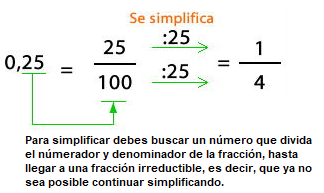 Se simplifica
0,25 = 25/100 :25 :25 = 1/4
Para simplificar debes buscar un número que divida
el númerador y denominador de la fracción, hasta
llegar a una fracción irreductible, es decir, que ya no
sea posible continuar simplificando.